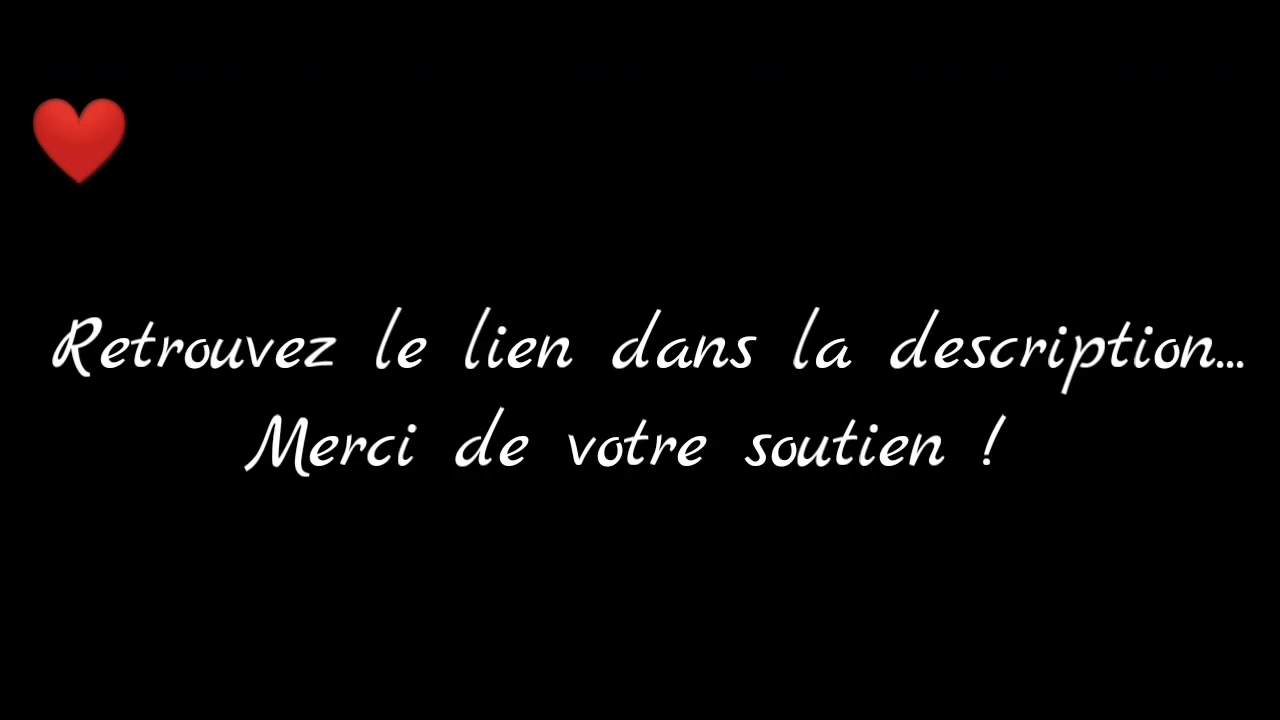 Retrouvez le lien dans la description...
Merci de votre soutien !